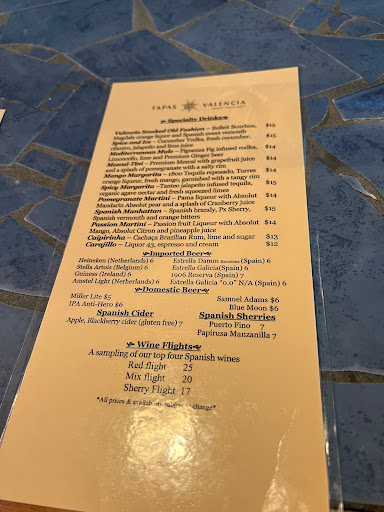 TAPAS VALENCIA
Specialty Drinks
Valencia Smoked Old Fashion – Bulleit Bourbon, $15
Magdala orange liquor and Spanish sweet vermouth
Spice and Ice – Cucumber Vodka, fresh cucumber, $15
cilantro, jalapeño and lime juice
Mediterranean Mule – Figuenza Fig infused vodka, $14
Limoncello, lime and Premium Ginger beer
Mezcal-Tini – Premium Mezcal with grapefruit juice $14
and a splash of pomegranate with a salty rim
Mango Margarita – 1800 Tequila reposada, Torres $14
orange liqueur, fresh mango, garnished with a tangy rim
Spicy Margarita – Tanteo jalapeño infused tequila, $15
organic agave nectar and fresh squeezed limes
Pomegranate Martini – Pama liqueur with Absolut $14
Mandarin Absolut pear and a splash of Cranberry juice
Spanish Manhattan – Spanish brandy, Px Sherry, $15
Spanish vermouth and orange bitters
Passion Martini – Passion fruit Liqueur with Absolut $14
Mango, Absolut Citron and pineapple juice
Caipirinha – Cachaça Brazilian Rum, lime and sugar $13
Carajillo – Liquor 43, espresso and cream $12
Imported Beer
Heineken (Netherlands) 6 Estrella Damm Barcelona (Spain) 6
Stella Artois (Belgium) 6 Estrella Galicia(Spain) 6
Guinness (Ireland) 6 1906 Reserva (Spain) 7
Amstel Light (Netherlands) 6 Estrella Galicia "0.0" N/A (Spain) 6
Domestic Beer
Miller Lite $5 Samuel Adams $6
IPA Anti-Hero $6 Blue Moon $6
Spanish Cider Spanish Sherries
Apple, Blackberry cider (gluten free) 7 Puerto Fino 7
Papirusa Manzanilla 7
Wine Flights
A sampling of our top four Spanish wines
Red flight 25
Mix flight 20
Sherry Flight 17
*All prices & availability subject to change*